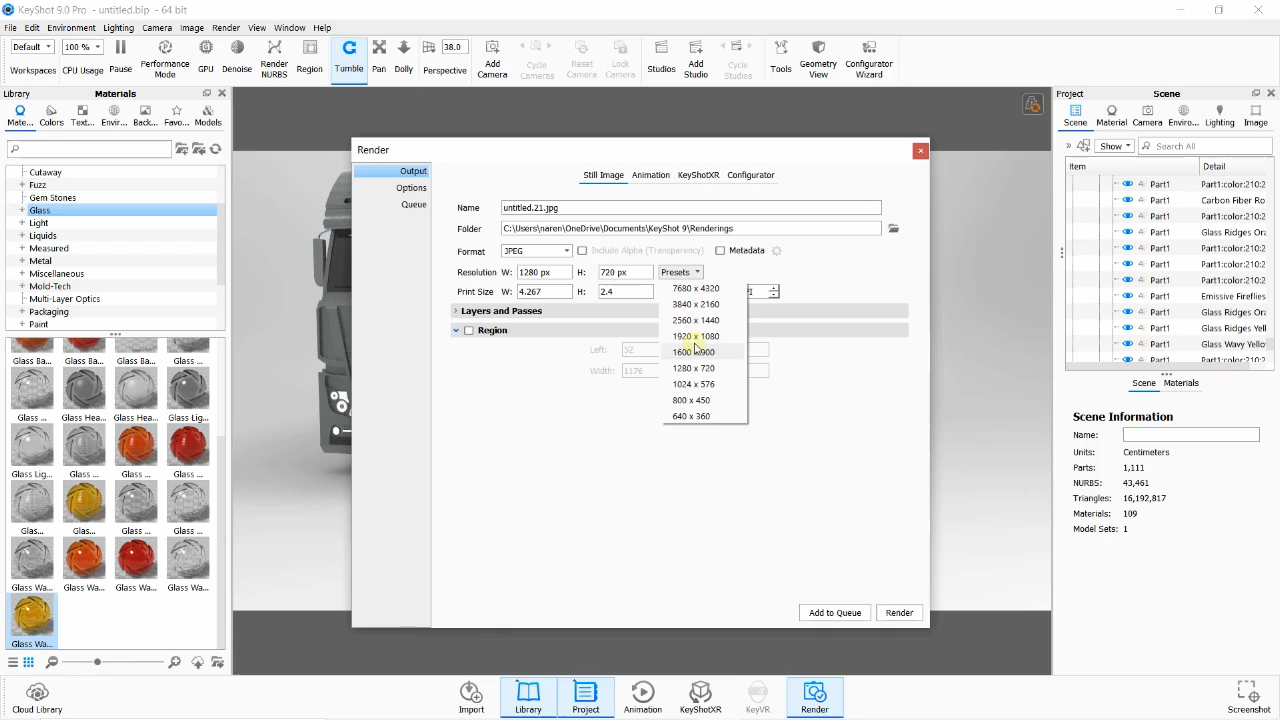 KeyShot 9.0 Pro - untitled.bip - 64 bit
File Edit Environment Lighting Camera Image Render View Window Help
Default 100 % 38.0
Workspaces CPU Usage Pause Performance Mode GPU Denoise Render NURBS Region Tumble Pan Dolly Perspective Add Camera Cycle Cameras Reset Camera Lock Camera Studios Add Studio Cycle Studios Tools Geometry View Configurator Wizard
Library Materials
Mate... Colors Text... Envir... Back... Favo... Models
Cutaway
Fuzz
Gem Stones
Glass
Light
Liquids
Measured
Metal
Miscellaneous
Mold-Tech
Multi-Layer Optics
Packaging
Paint
Glass Ba... Glass Ba... Glass Ba... Glass ...
Glass ... Glass Hea... Glass Hea... Glass Lig...
Glass Lig... Glass ... Glass ... Glass ...
Glas... Glass ... Glass ... Glass ...
Glass Wa... Glass Wa... Glass Wa... Glass Wa...
Glass Wa...
Render
Output
Options
Queue
Still Image Animation KeyShotXR Configurator
Name untitled.21.jpg
Folder C:\Users\naren\OneDrive\Documents\KeyShot 9\Renderings
Format JPEG Include Alpha (Transparency) Metadata
Resolution W: 1280 px H: 720 px Presets
Print Size W: 4.267 H: 2.4
7680 x 4320
3840 x 2160
2560 x 1440
1920 x 1080
1600 x 900
1280 x 720
1024 x 576
800 x 450
640 x 360
Layers and Passes
Region
Left: 52
Width: 1176
Add to Queue Render
Project Scene
Scene Material Camera Enviro... Lighting Image
Show Search All
Item Detail
Part1 Part1:color:210:2
Part1 Carbon Fiber Ro
Part1 Part1:color:210:2
Part1 Glass Ridges Ora
Part1 Part1:color:210:2
Part1 Glass Ridges Ora
Part1 Part1:color:210:2
Part1 Emissive Fireflies
Part1 Glass Ridges Yello
Part1 Glass Ridges Yello
Part1 Glass Wavy Yello
Part1 Part1:color:210:2
Scene Materials
Scene Information
Name:
Units: Centimeters
Parts: 1,111
NURBS: 43,461
Triangles: 16,192,817
Materials: 109
Model Sets: 1
Cloud Library Import Library Project Animation KeyShotXR KeyVR Render Screenshot